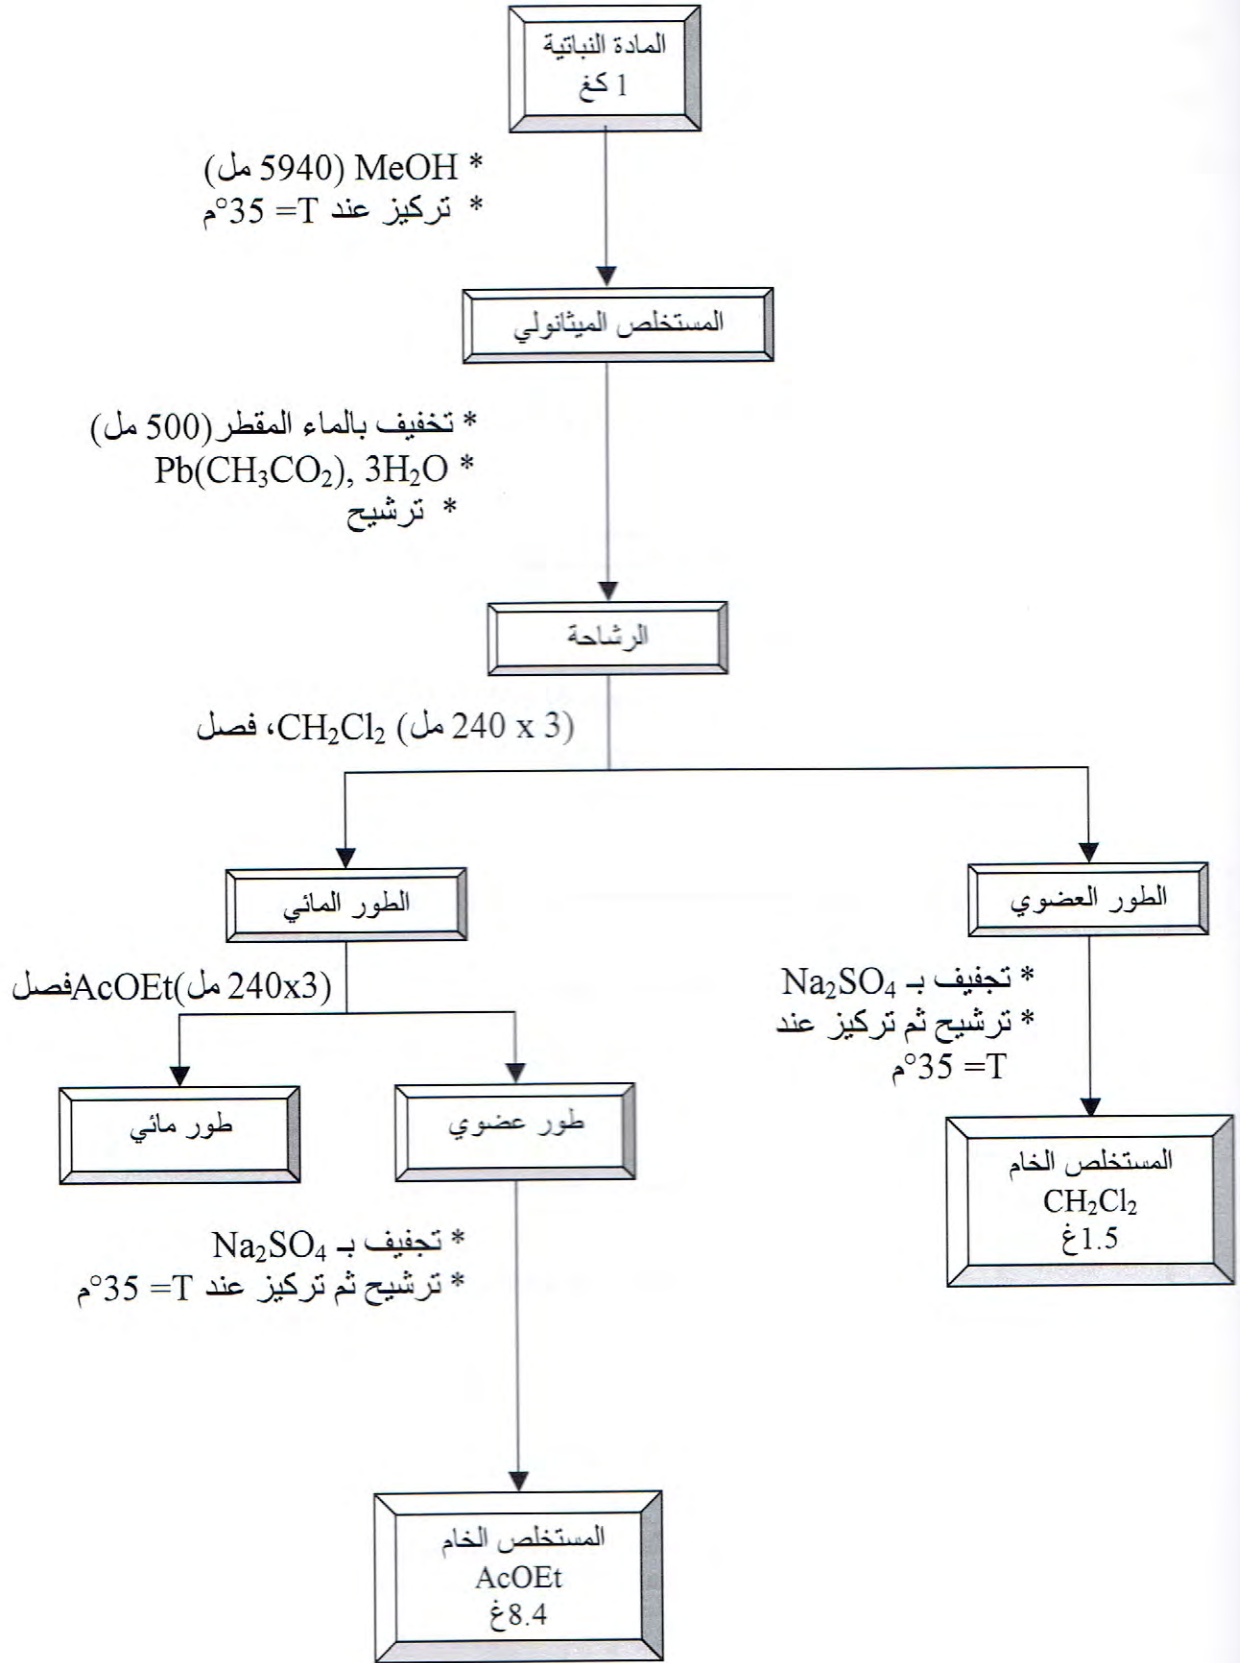 المادة النباتية
1 كغ
* MeOH (5940 مل)
* تركيز عند T= 35°م
المستخلص الميثانولي
* تخفيف بالماء المقطر (500 مل)
* Pb(CH₃CO₂), 3H₂O
* ترشيح
الرشاحة
(3 x 240 مل) CH₂Cl₂، فصل
الطور العضوي
الطور المائي
* تجفيف بـ Na₂SO₄
* ترشيح ثم تركيز عند
T= 35°م
(240x3 مل)AcOEtفصل
طور عضوي
طور مائي
المستخلص الخام
CH₂Cl₂
1.5غ
* تجفيف بـ Na₂SO₄
* ترشيح ثم تركيز عند T= 35°م
المستخلص الخام
AcOEt
8.4غ